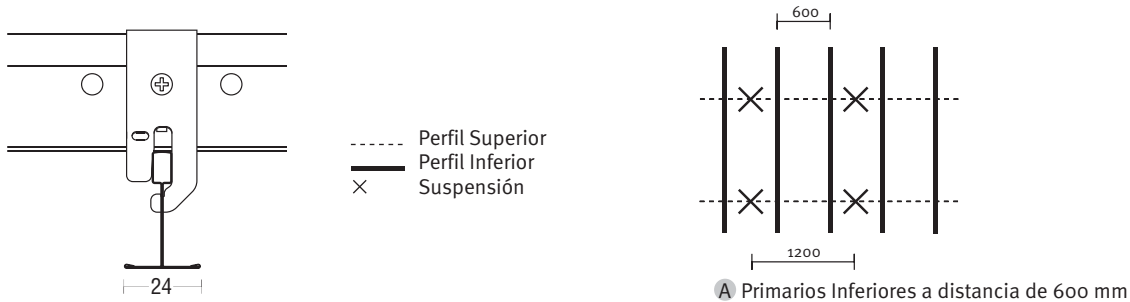 24
Perfil Superior
Perfil Inferior
Suspensión
600
1200
A Primarios Inferiores a distancia de 600 mm